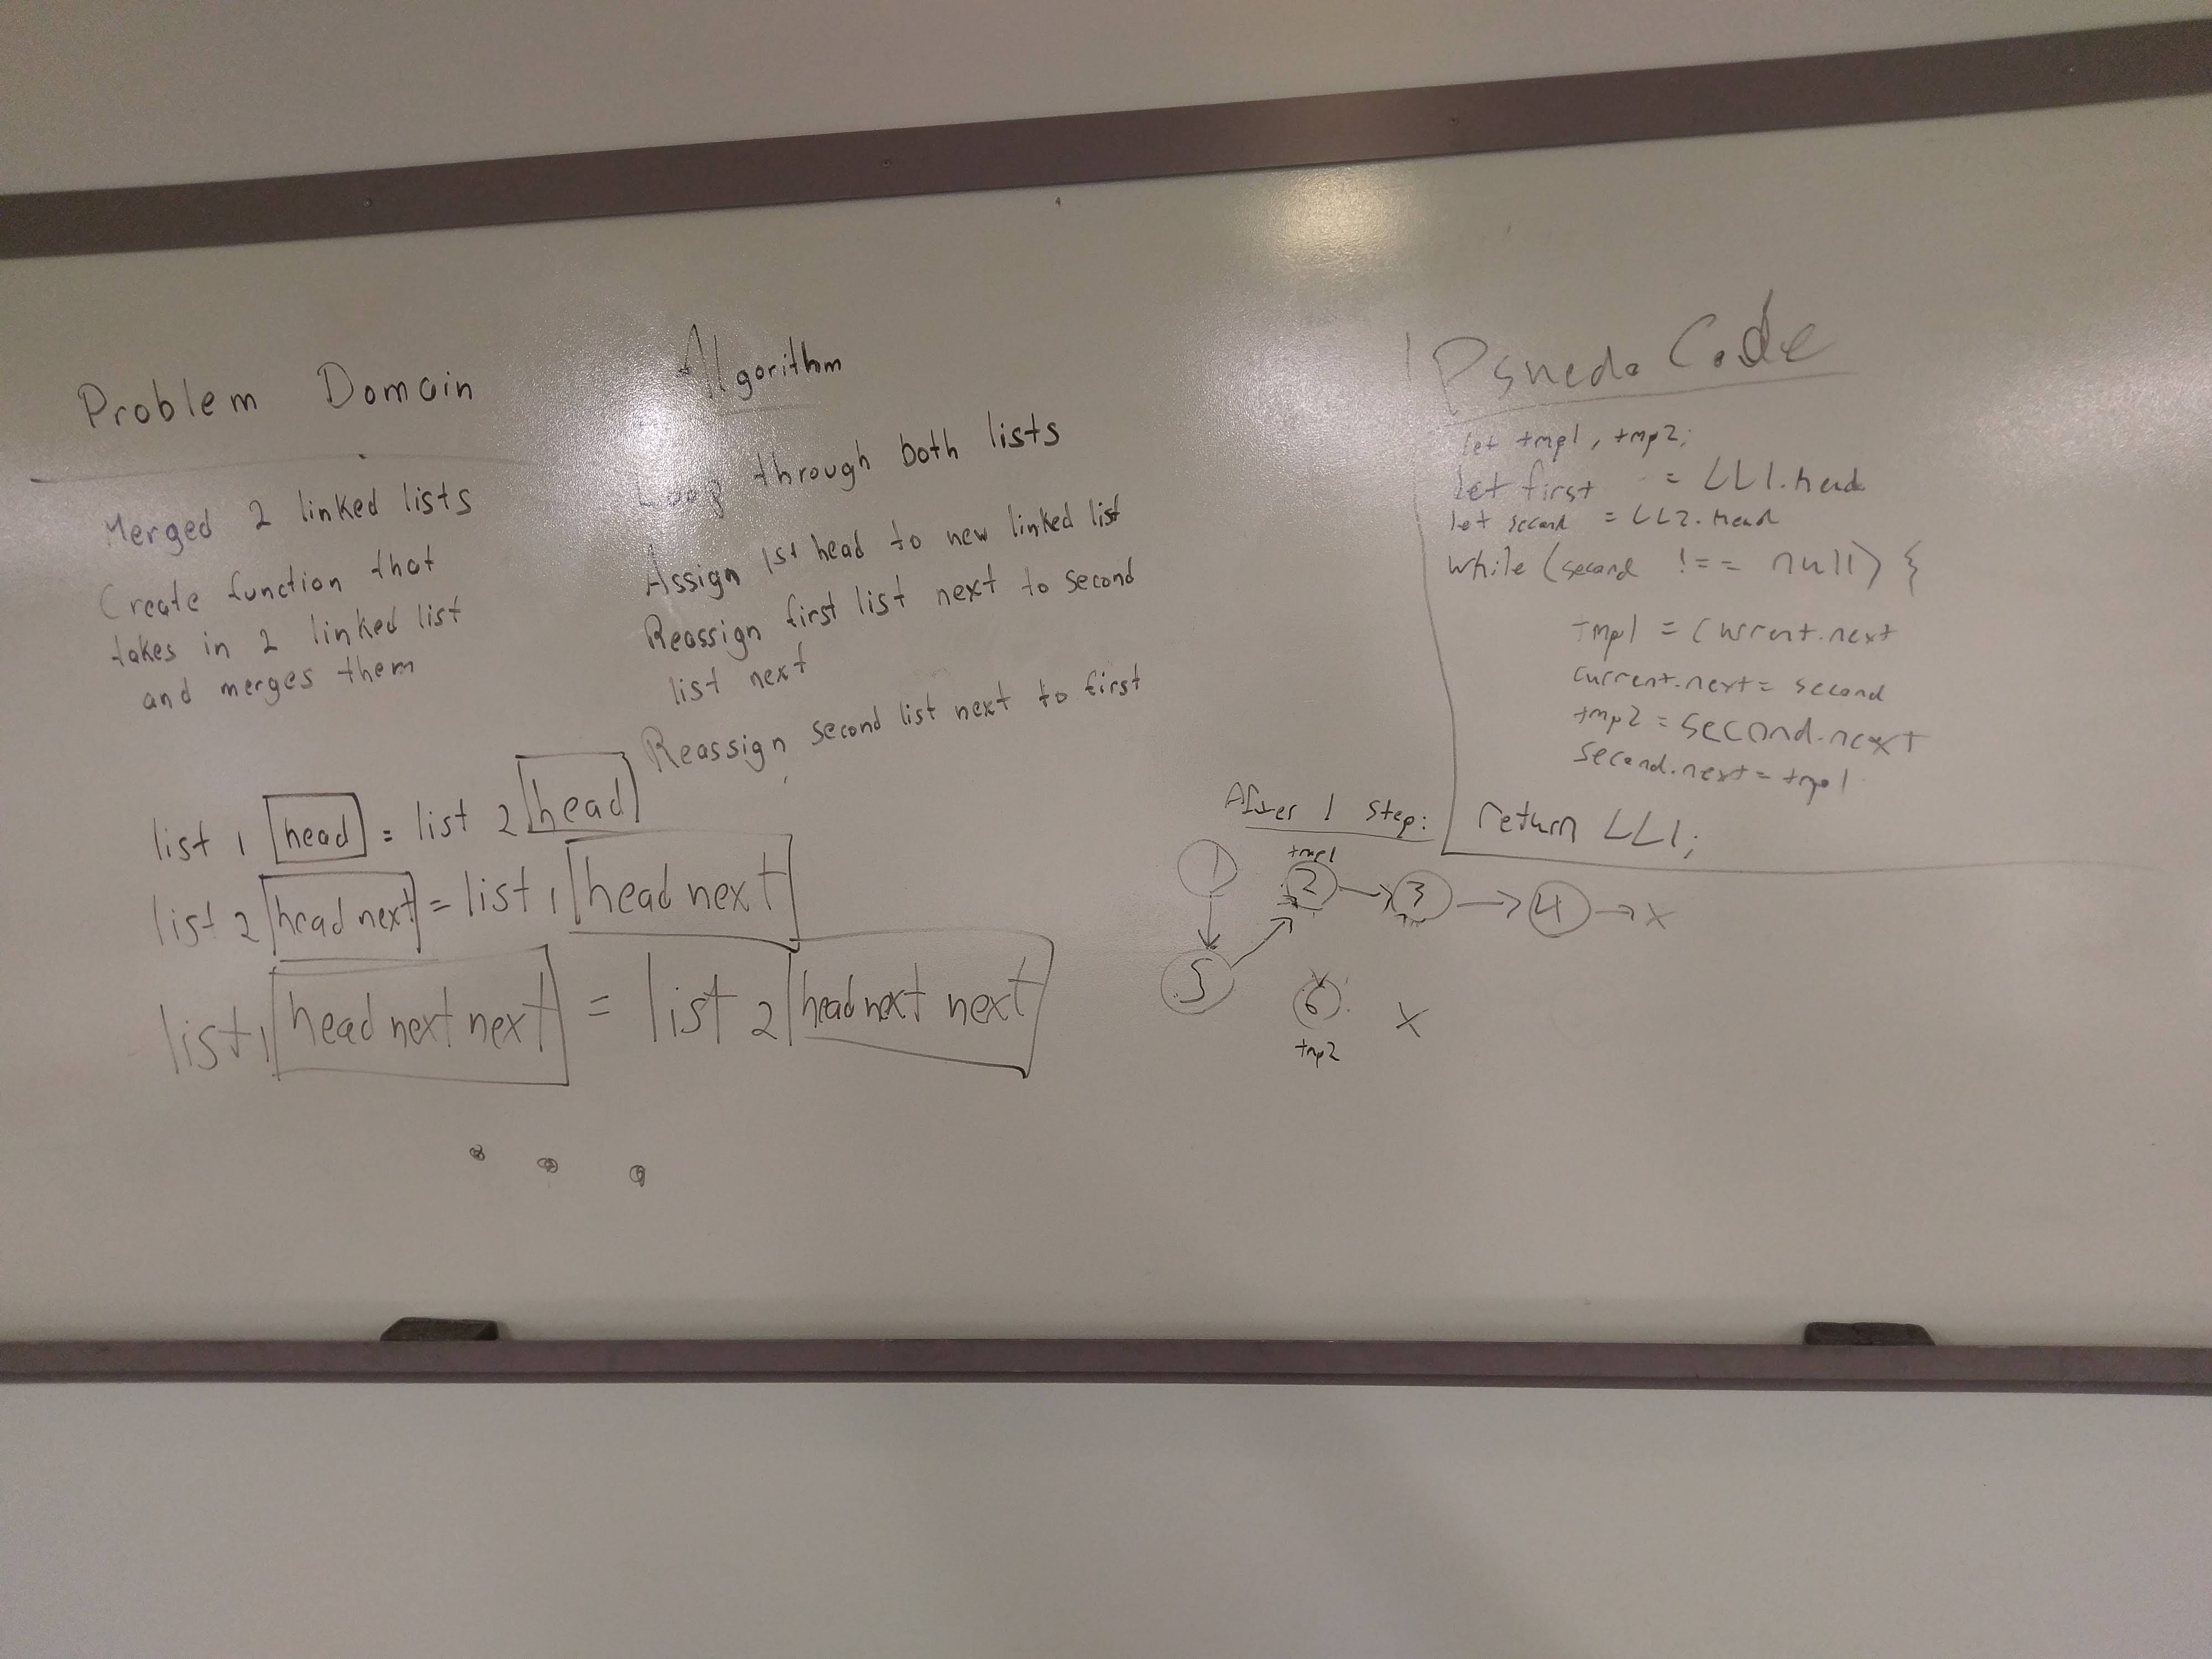 Problem Domain
Merged 2 linked lists
Create function that
takes in 2 linked list
and merges them
list 1 head = list 2 head
list 2 head next = list 1 head next
list 1 head next next = list 2 head next next
Algorithm
Loop through both lists
Assign 1st head to new linked list
Reassign first list next to second
list next
Reassign second list next to first
Psuedo Code
let tmp1, tmp2;
let first = LL1.head
let second = LL2.head
while (second !== null) {
tmp1 = current.next
current.next = second
tmp2 = second.next
second.next = tmp1
return LL1;
After 1 step:
tmp1
1 2 3 4 x
5 6 x
tmp2